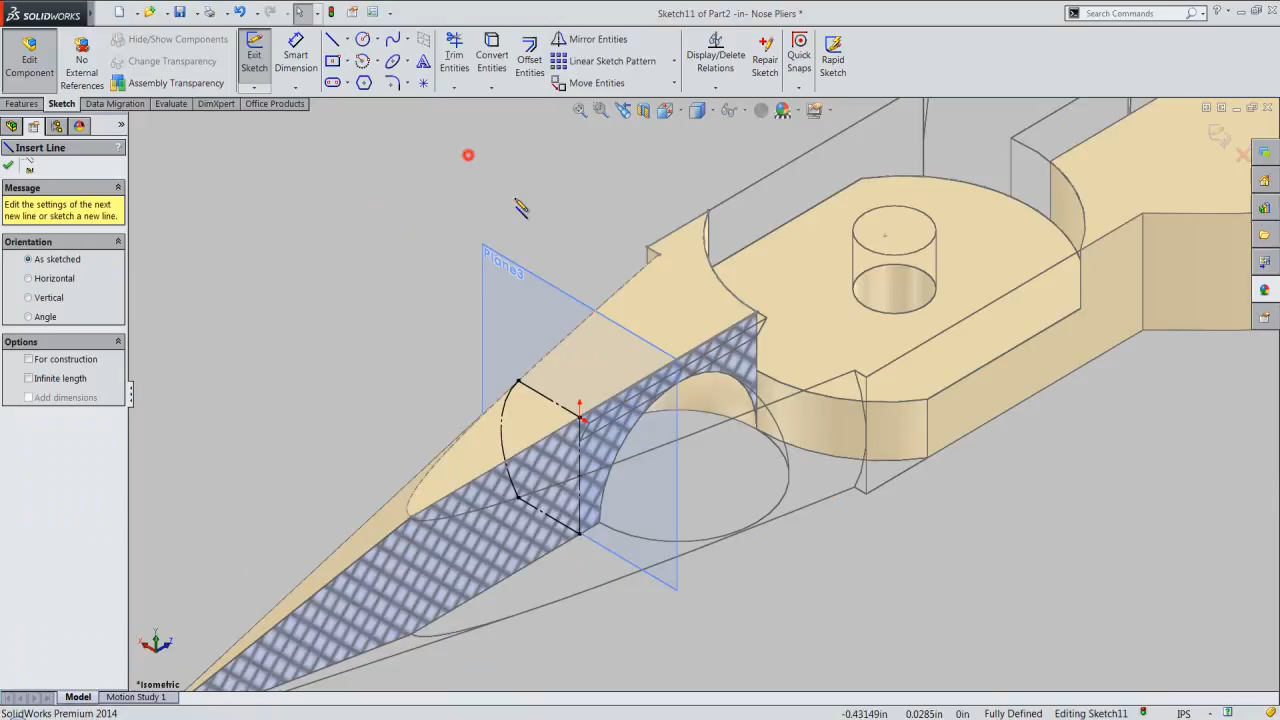 SOLIDWORKS
Sketch11 of Part2 -in- Nose Pliers *
Search Commands
Edit Component
No External References
Hide/Show Components
Change Transparency
Assembly Transparency
Exit Sketch
Smart Dimension
Trim Entities
Convert Entities
Offset Entities
Mirror Entities
Linear Sketch Pattern
Move Entities
Display/Delete Relations
Repair Sketch
Quick Snaps
Rapid Sketch
Features
Sketch
Data Migration
Evaluate
DimXpert
Office Products
Insert Line
?
Message
Edit the settings of the next
new line or sketch a new line.
Orientation
As sketched
Horizontal
Vertical
Angle
Options
For construction
Infinite length
Add dimensions
Plane3
Y
X
Z
*Isometric
Model
Motion Study 1
SolidWorks Premium 2014
-0.43149in
0.0285in
0in
Fully Defined
Editing Sketch11
IPS